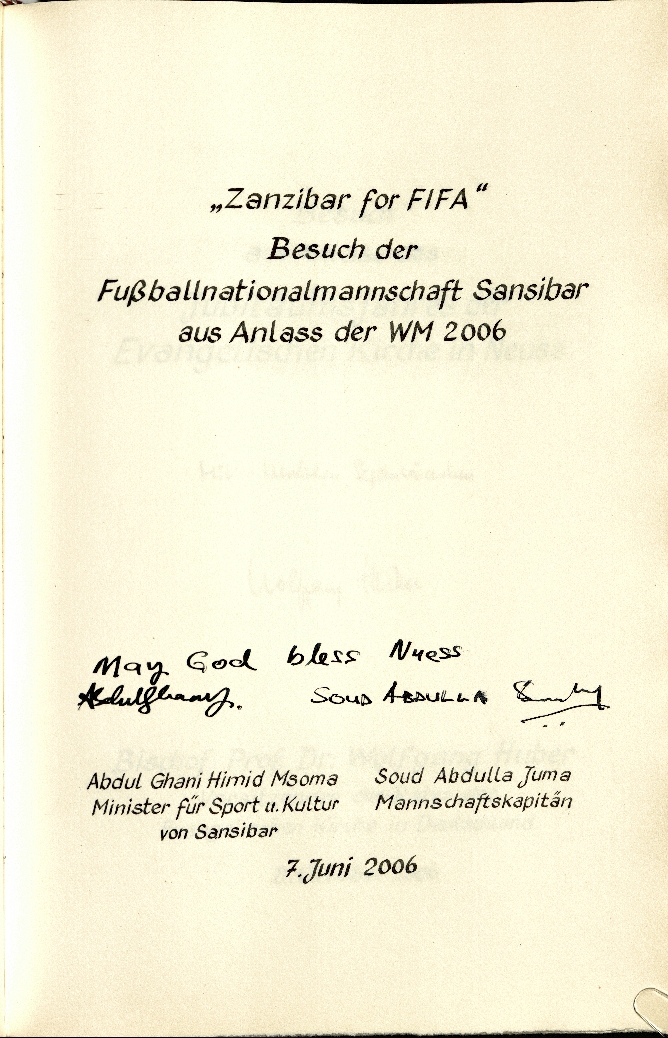 „Zanzibar for FIFA“
Besuch der
Fußballnationalmannschaft Sansibar
aus Anlass der WM 2006
May God bless Nuess
Abdulghany.
SOUD ABDULLA
Abdul Ghani Himid Msoma
Minister für Sport u. Kultur
von Sansibar
Soud Abdulla Juma
Mannschaftskapitän
7. Juni 2006